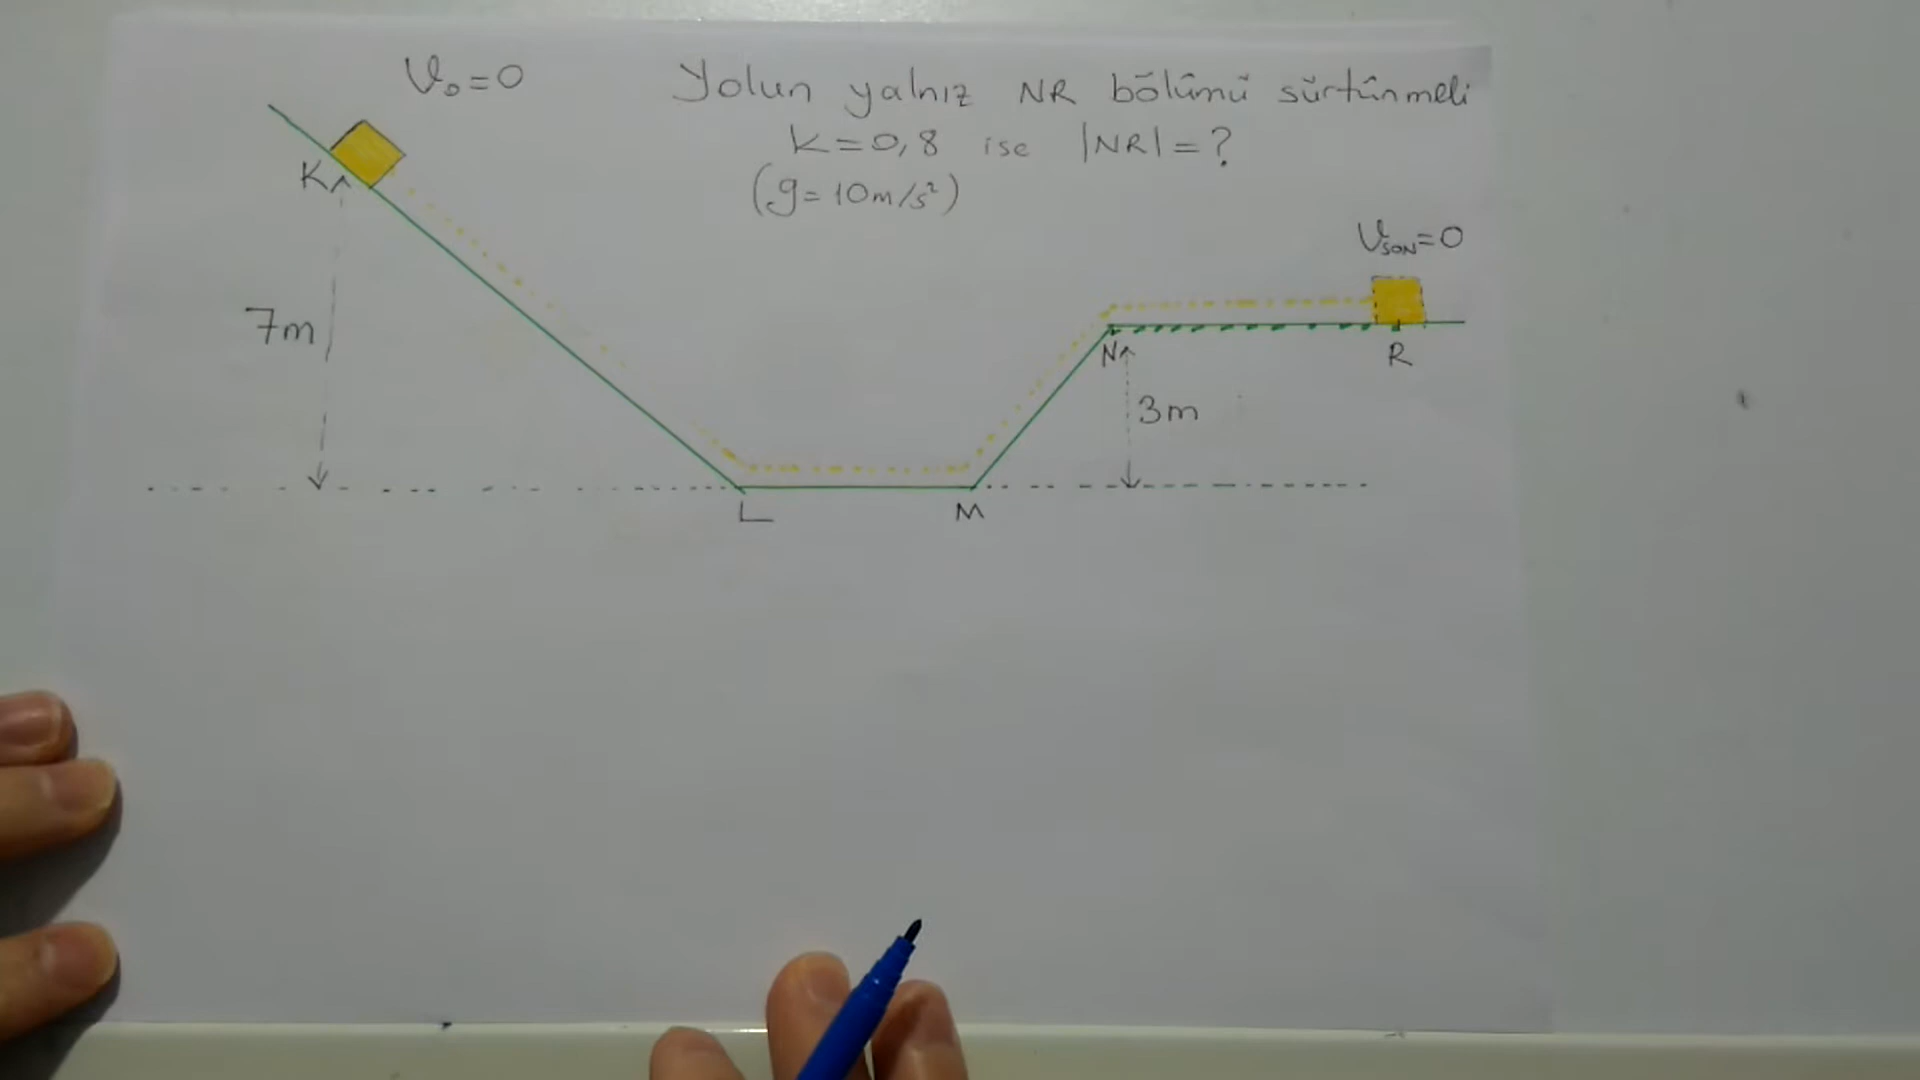 V₀=0
Yolun yalnız NR bölümü sürtünmeli
k=0,8 ise |NR|=?
(g=10m/s²)
K
7m
VSON=0
N
R
3m
L
M